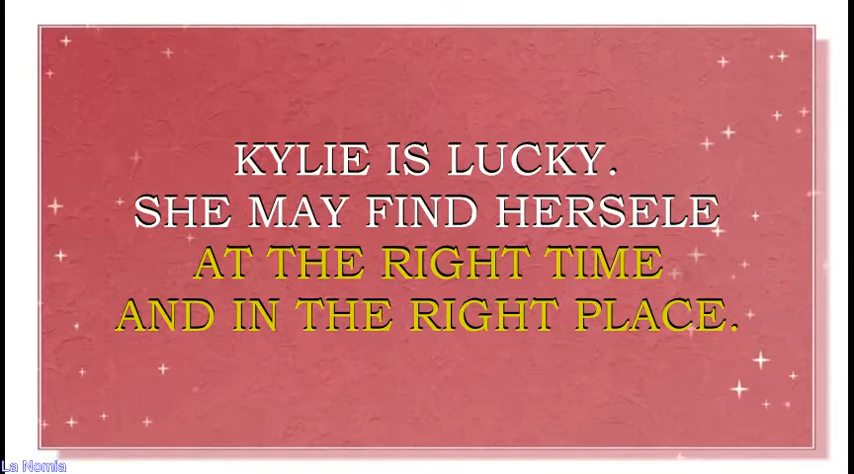 KYLIE IS LUCKY.
SHE MAY FIND HERSELE
AT THE RIGHT TIME
AND IN THE RIGHT PLACE.
La Nomia